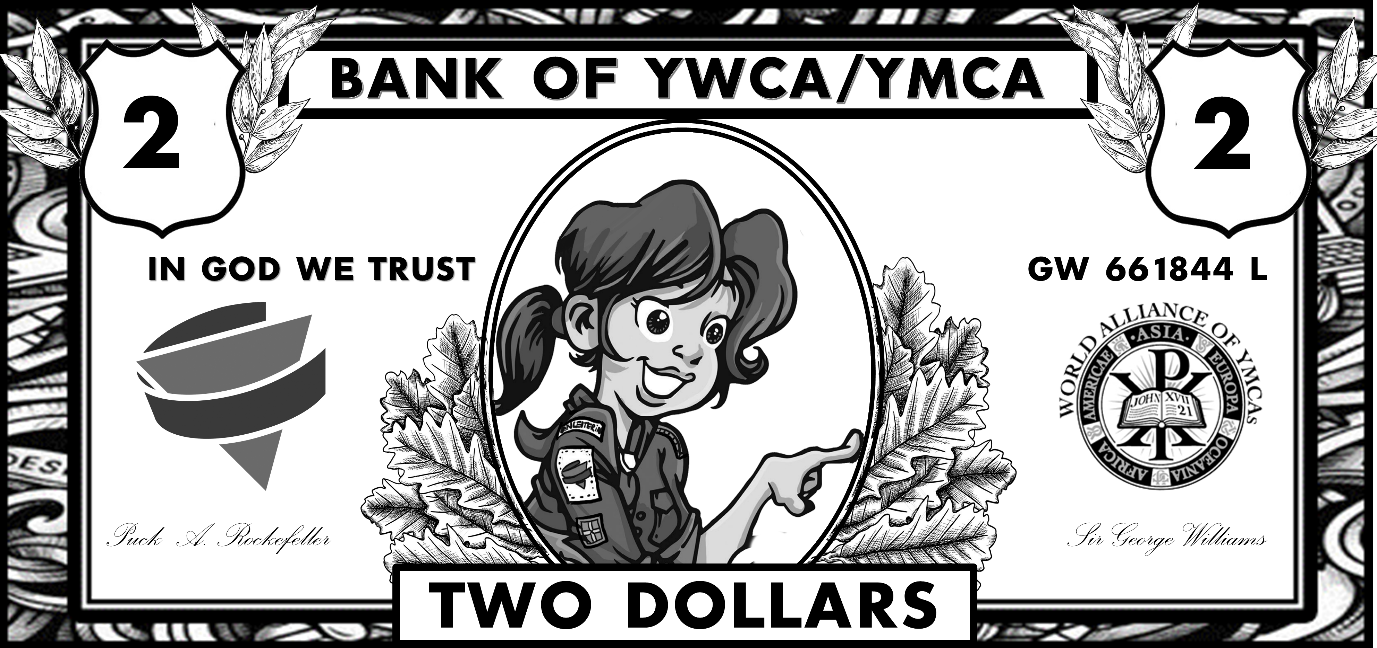 BANK OF YWCA/YMCA
2
2
IN GOD WE TRUST
GW 661844 L
WORLD ALLIANCE OF YMCAs
ASIA
EUROPA
OCEANIA
AFRICA
AMERICAE
JOHN XVII
21
Puck A. Rockefeller
Sir George Williams
TWO DOLLARS